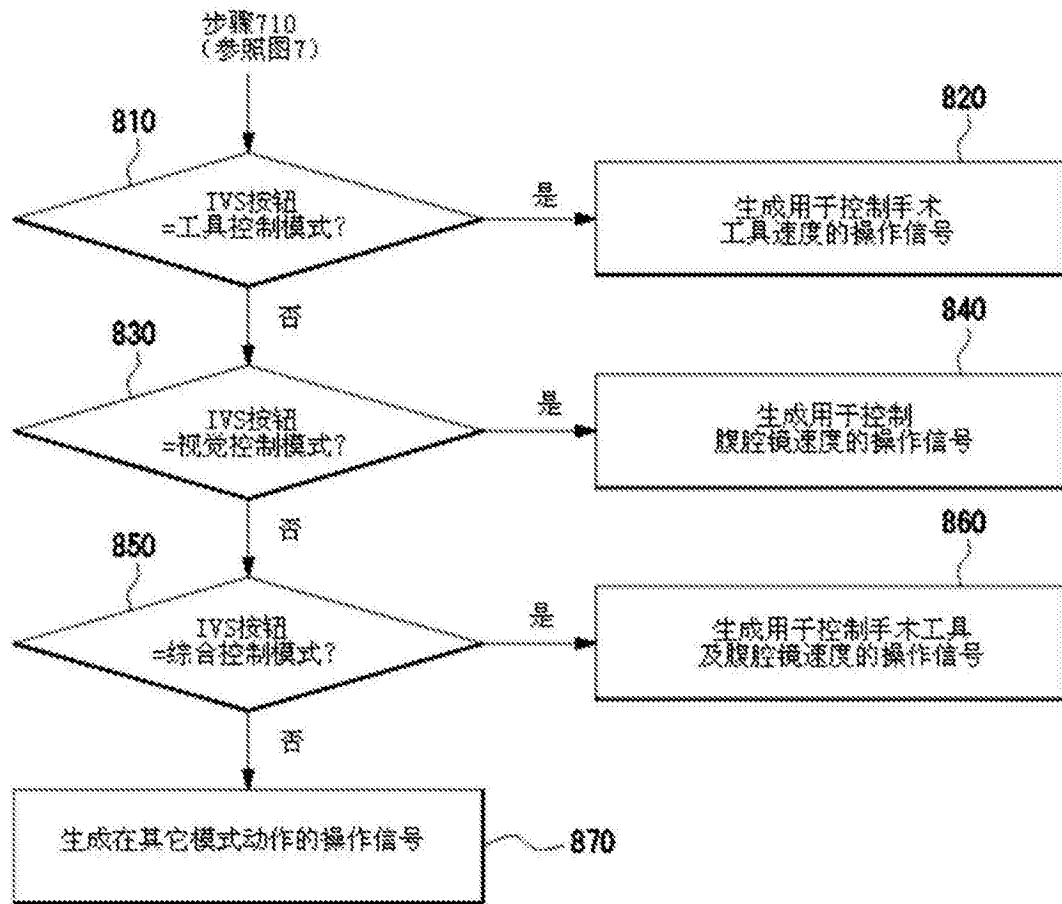 步骤710
(参照图7)
810
IVS按钮
=工具控制模式?
是
820
生成用于控制手术
工具速度的操作信号
否
830
IVS按钮
=视觉控制模式?
是
840
生成用于控制
腹腔镜速度的操作信号
否
850
IVS按钮
=综合控制模式?
是
860
生成用于控制手术工具
及腹腔镜速度的操作信号
否
生成在其它模式动作的操作信号
870